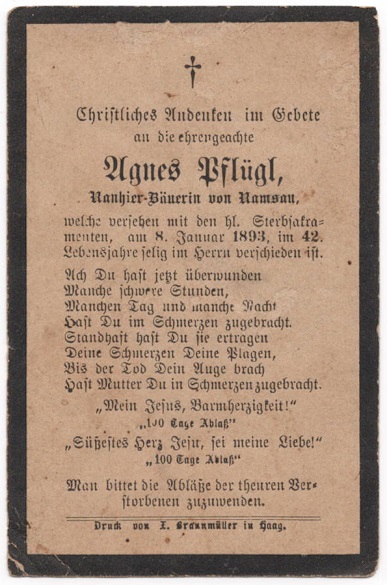 Christliches Andenken im Gebete
an die ehrengeachte
Agnes Pflügl,
Nanhier-Bäuerin von Ramsau,
welche versehen mit den hl. Sterbsakra-
menten, am 8. Januar 1893, im 42.
Lebensjahre selig im Herrn verschieden ist.
Ach Du hast jetzt überwunden
Manche schwere Stunden,
Manchen Tag und manche Nacht
Hast Du im Schmerzen zugebracht.
Standhaft hast Du sie ertragen
Deine Schmerzen Deine Plagen,
Bis der Tod Dein Auge brach
Hast Mutter Du in Schmerzen zugebracht.
„Mein Jesus, Barmherzigkeit!"
„100 Tage Ablaß"
„Süßestes Herz Jesu, sei meine Liebe!"
„100 Tage Ablaß"
Man bittet die Abläße der theuren Ver-
storbenen zuzuwenden.
Druck von X. Braunmüller in Haag.